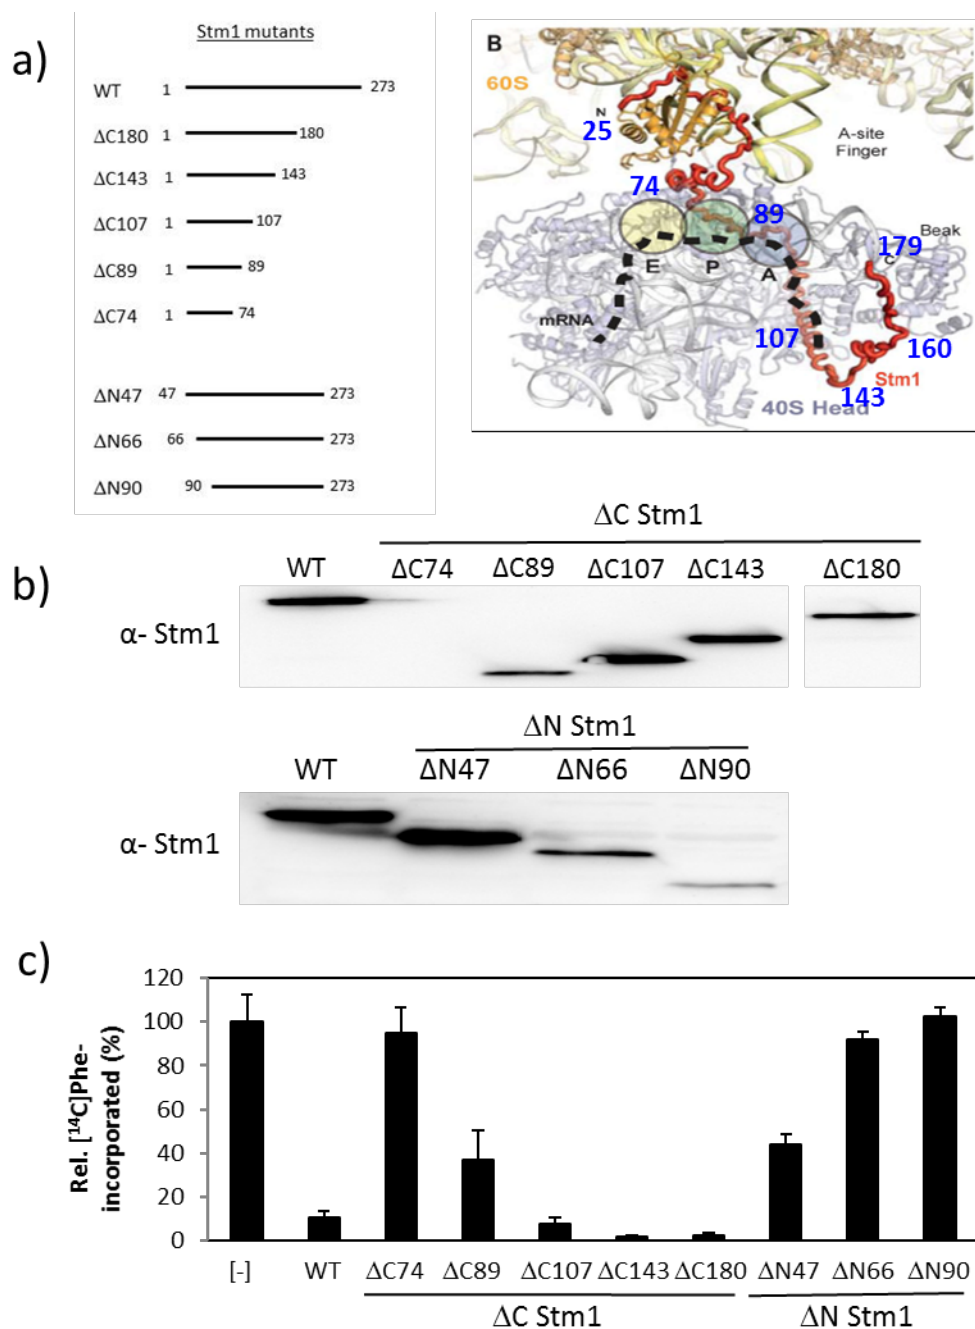 a)
Stm1 mutants
WT 1 273
ΔC180 1 180
ΔC143 1 143
ΔC107 1 107
ΔC89 1 89
ΔC74 1 74
ΔN47 47 273
ΔN66 66 273
ΔN90 90 273
B
60S
N
25
A-site
Finger
74
89
Beak
179
C
E P A
mRNA
107
160
Stm1
143
40S Head
b)
ΔC Stm1
WT ΔC74 ΔC89 ΔC107 ΔC143 ΔC180
α- Stm1
ΔN Stm1
WT ΔN47 ΔN66 ΔN90
α- Stm1
c)
Rel. [¹⁴C]Phe-
incorporated (%)
120
100
80
60
40
20
0
[-] WT ΔC74 ΔC89 ΔC107 ΔC143 ΔC180 ΔN47 ΔN66 ΔN90
ΔC Stm1 ΔN Stm1